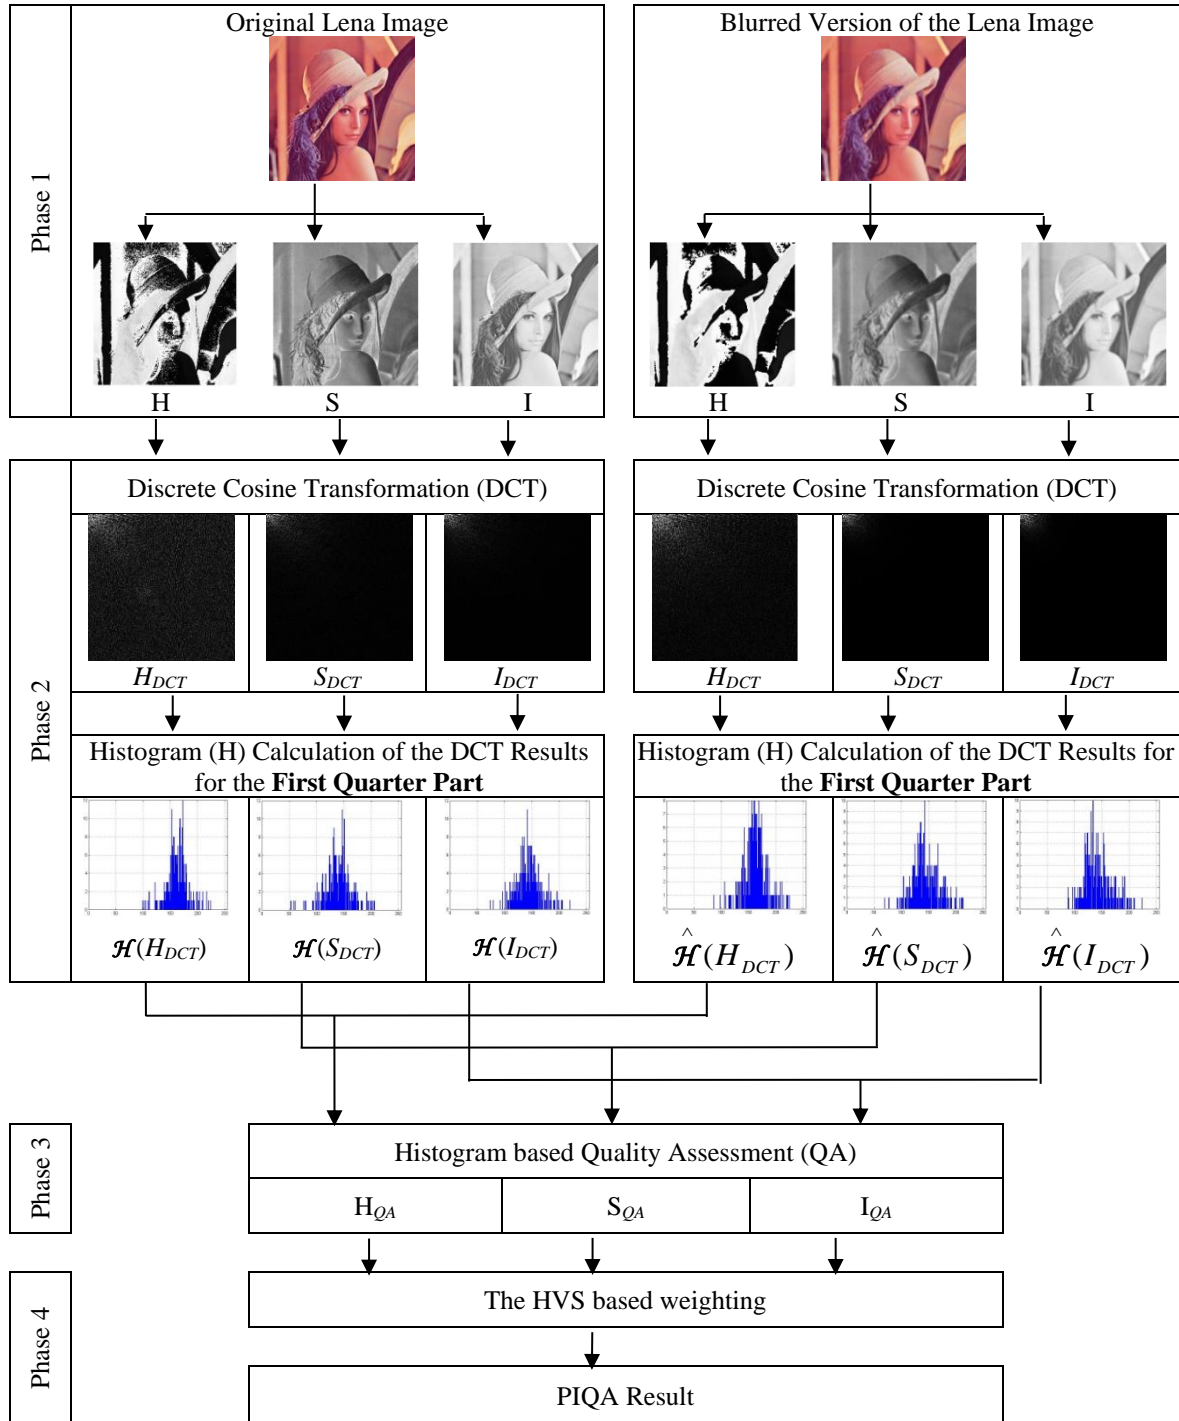 Phase 1
Original Lena Image
H S I
Blurred Version of the Lena Image
H S I
Phase 2
Discrete Cosine Transformation (DCT)
H_DCT S_DCT I_DCT
Histogram (H) Calculation of the DCT Results
for the First Quarter Part
ℋ(H_DCT) ℋ(S_DCT) ℋ(I_DCT)
Discrete Cosine Transformation (DCT)
H_DCT S_DCT I_DCT
Histogram (H) Calculation of the DCT Results for
the First Quarter Part
ℋ̂(H_DCT) ℋ̂(S_DCT) ℋ̂(I_DCT)
Phase 3
Histogram based Quality Assessment (QA)
H_QA S_QA I_QA
Phase 4
The HVS based weighting
PIQA Result